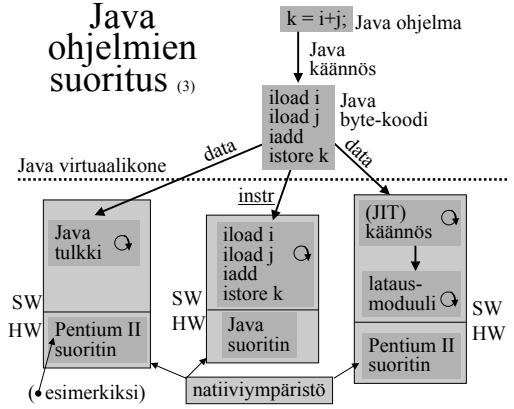 Java
ohjelmien
suoritus (3)
k = i+j;
Java ohjelma
Java
käännös
iload i
iload j
iadd
istore k
Java
byte-koodi
data
data
Java virtuaalikone
instr
Java
tulkki
iload i
iload j
iadd
istore k
(JIT)
käännös
lataus-
moduuli
SW
HW
SW
HW
SW
HW
Pentium II
suoritin
Java
suoritin
Pentium II
suoritin
( esimerkiksi)
natiiviympäristö